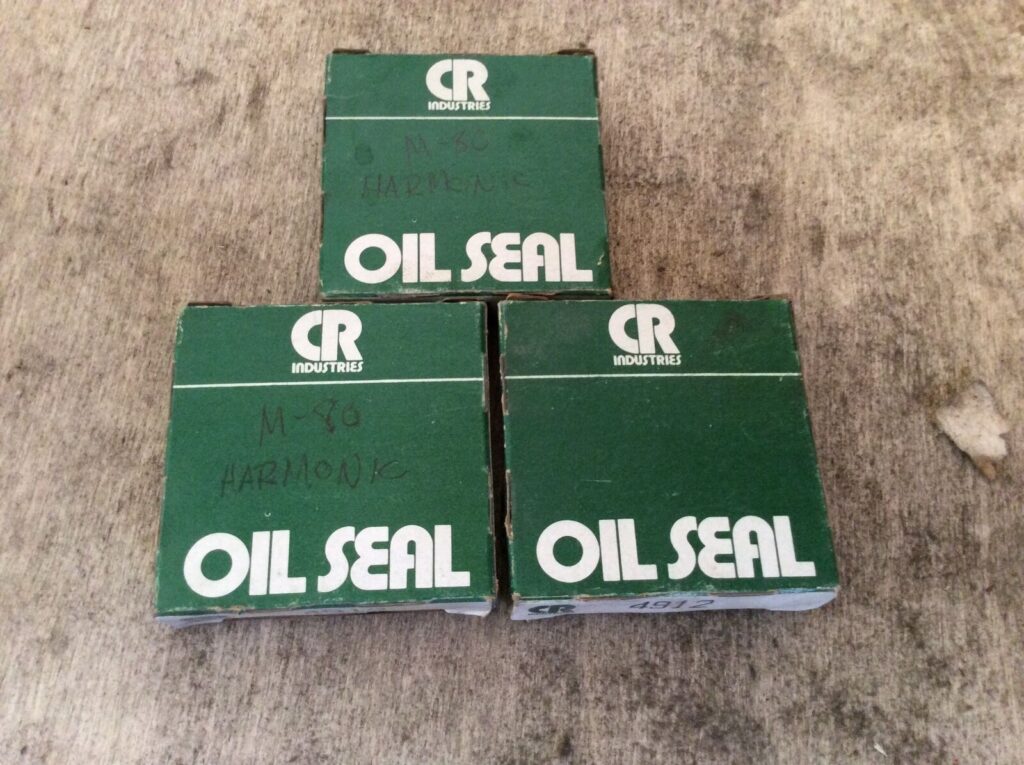 CR
INDUSTRIES
M-80
HARMONIC
OIL SEAL
CR
INDUSTRIES
M-80
HARMONIC
OIL SEAL
CR
INDUSTRIES
OIL SEAL
CR 4912